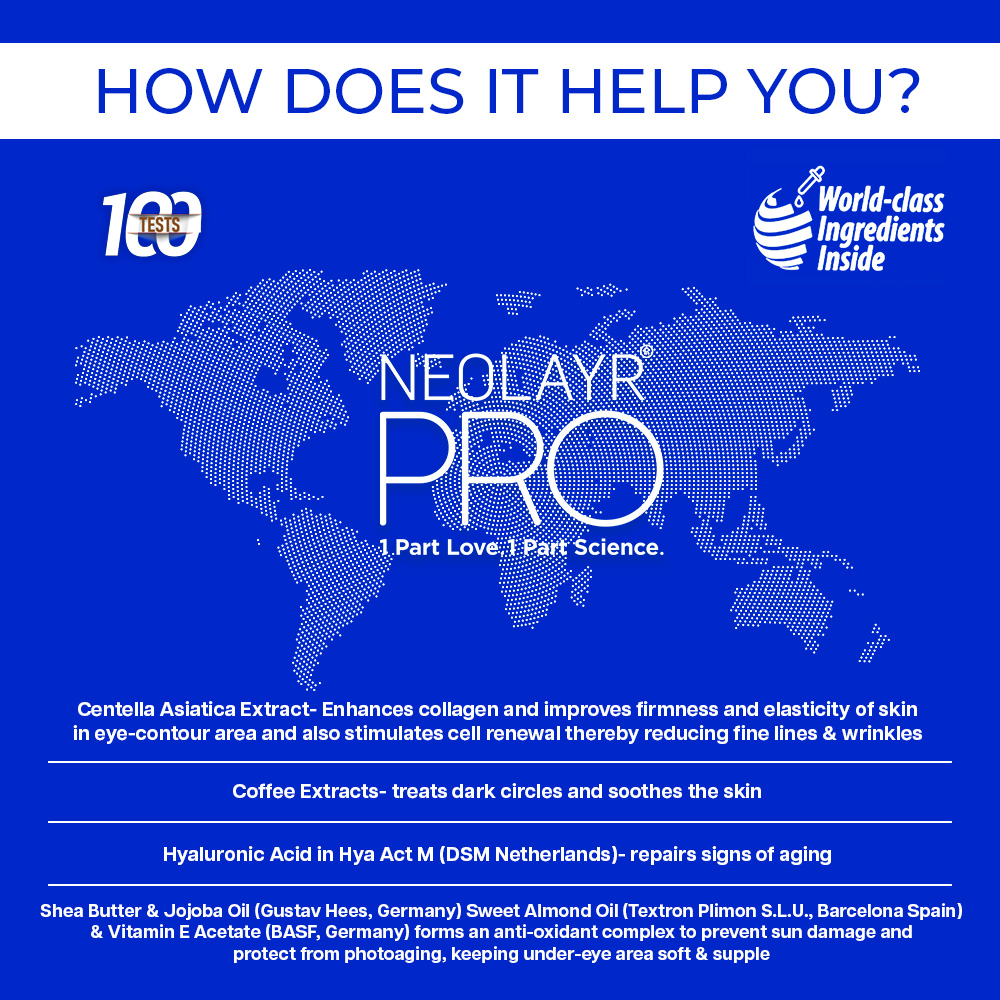 HOW DOES IT HELP YOU?
100
TESTS
World-class
Ingredients
Inside
NEOLAYR®
PRO
1 Part Love. 1 Part Science.
Centella Asiatica Extract- Enhances collagen and improves firmness and elasticity of skin
in eye-contour area and also stimulates cell renewal thereby reducing fine lines & wrinkles
Coffee Extracts- treats dark circles and soothes the skin
Hyaluronic Acid in Hya Act M (DSM Netherlands)- repairs signs of aging
Shea Butter & Jojoba Oil (Gustav Hees, Germany) Sweet Almond Oil (Textron Plimon S.L.U., Barcelona Spain)
& Vitamin E Acetate (BASF, Germany) forms an anti-oxidant complex to prevent sun damage and
protect from photoaging, keeping under-eye area soft & supple